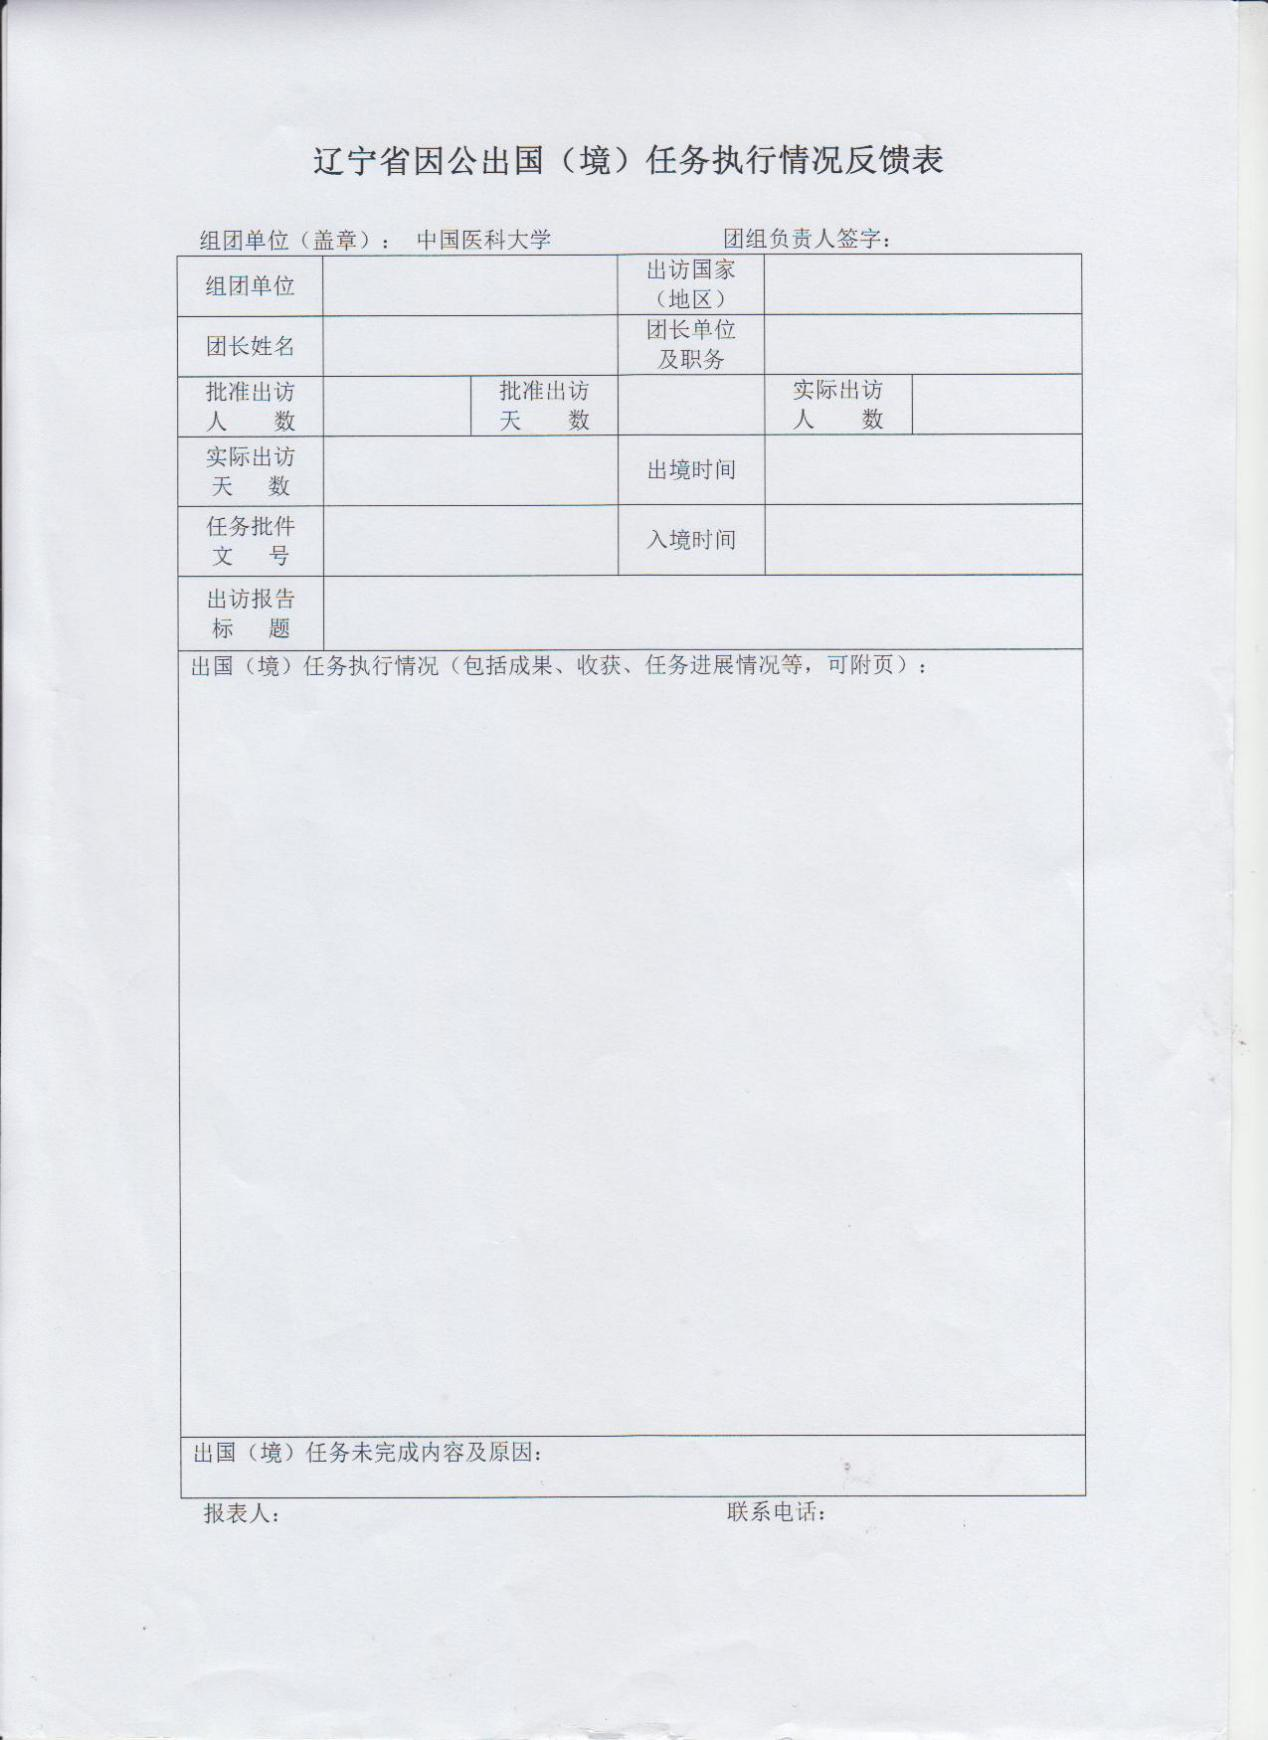 辽宁省因公出国（境）任务执行情况反馈表
组团单位（盖章）： 中国医科大学 团组负责人签字：
组团单位 出访国家
（地区）
团长姓名 团长单位
及职务
批准出访 批准出访 实际出访
人 数 天 数 人 数
实际出访
天 数 出境时间
任务批件
文 号 入境时间
出访报告
标 题
出国（境）任务执行情况（包括成果、收获、任务进展情况等，可附页）：
出国（境）任务未完成内容及原因：
报表人： 联系电话：